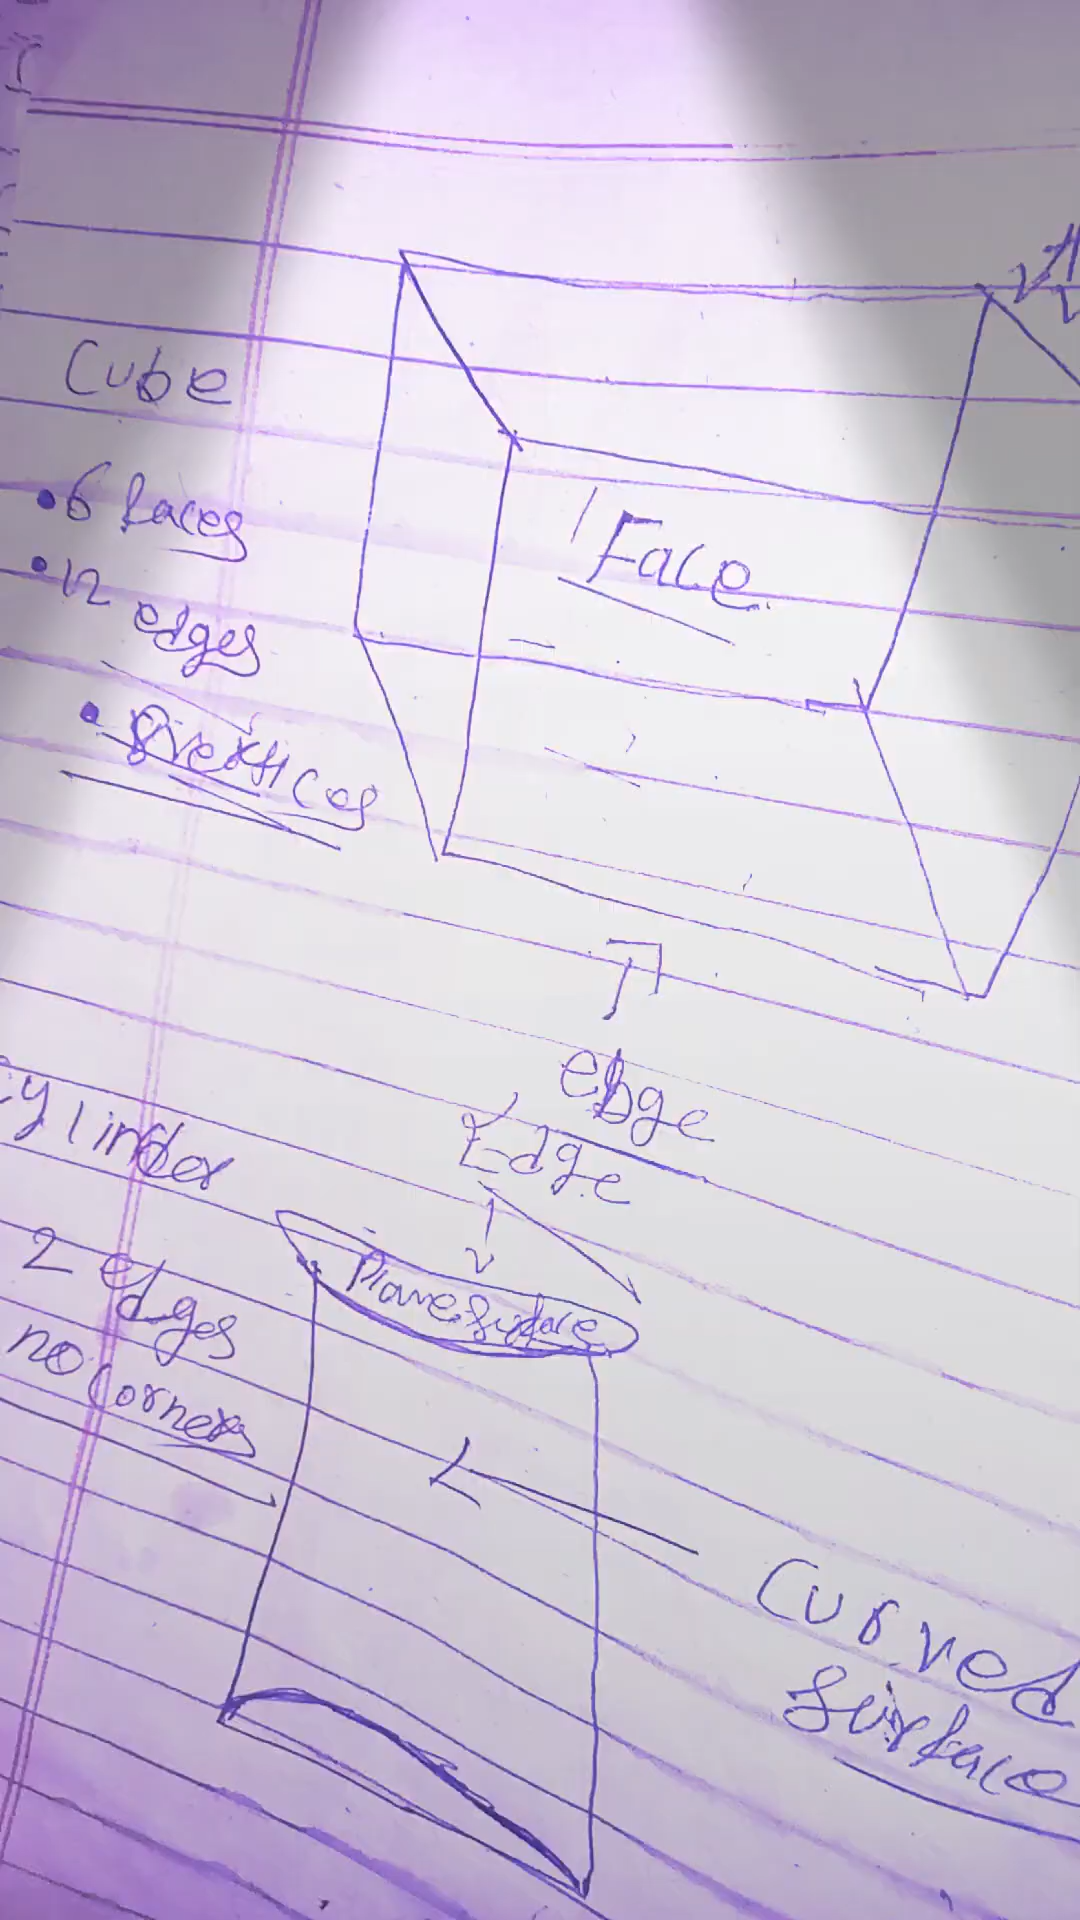 Cube
• 6 faces
• 12 edges
• 8 vertices
Face
edge
Cylinder
Edge
2 edges
no corners
Plane surface
Curved
surface